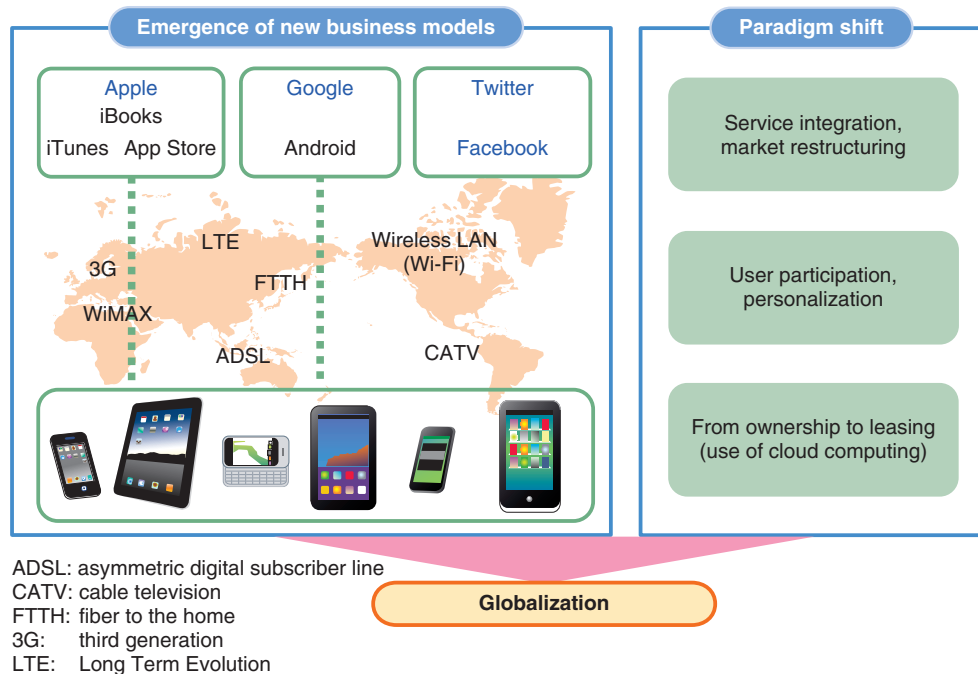 Emergence of new business models
Apple
iBooks
iTunes App Store
Google
Android
Twitter
Facebook
LTE
3G
FTTH
Wireless LAN
(Wi-Fi)
WiMAX
ADSL
CATV
Paradigm shift
Service integration,
market restructuring
User participation,
personalization
From ownership to leasing
(use of cloud computing)
Globalization
ADSL: asymmetric digital subscriber line
CATV: cable television
FTTH: fiber to the home
3G: third generation
LTE: Long Term Evolution